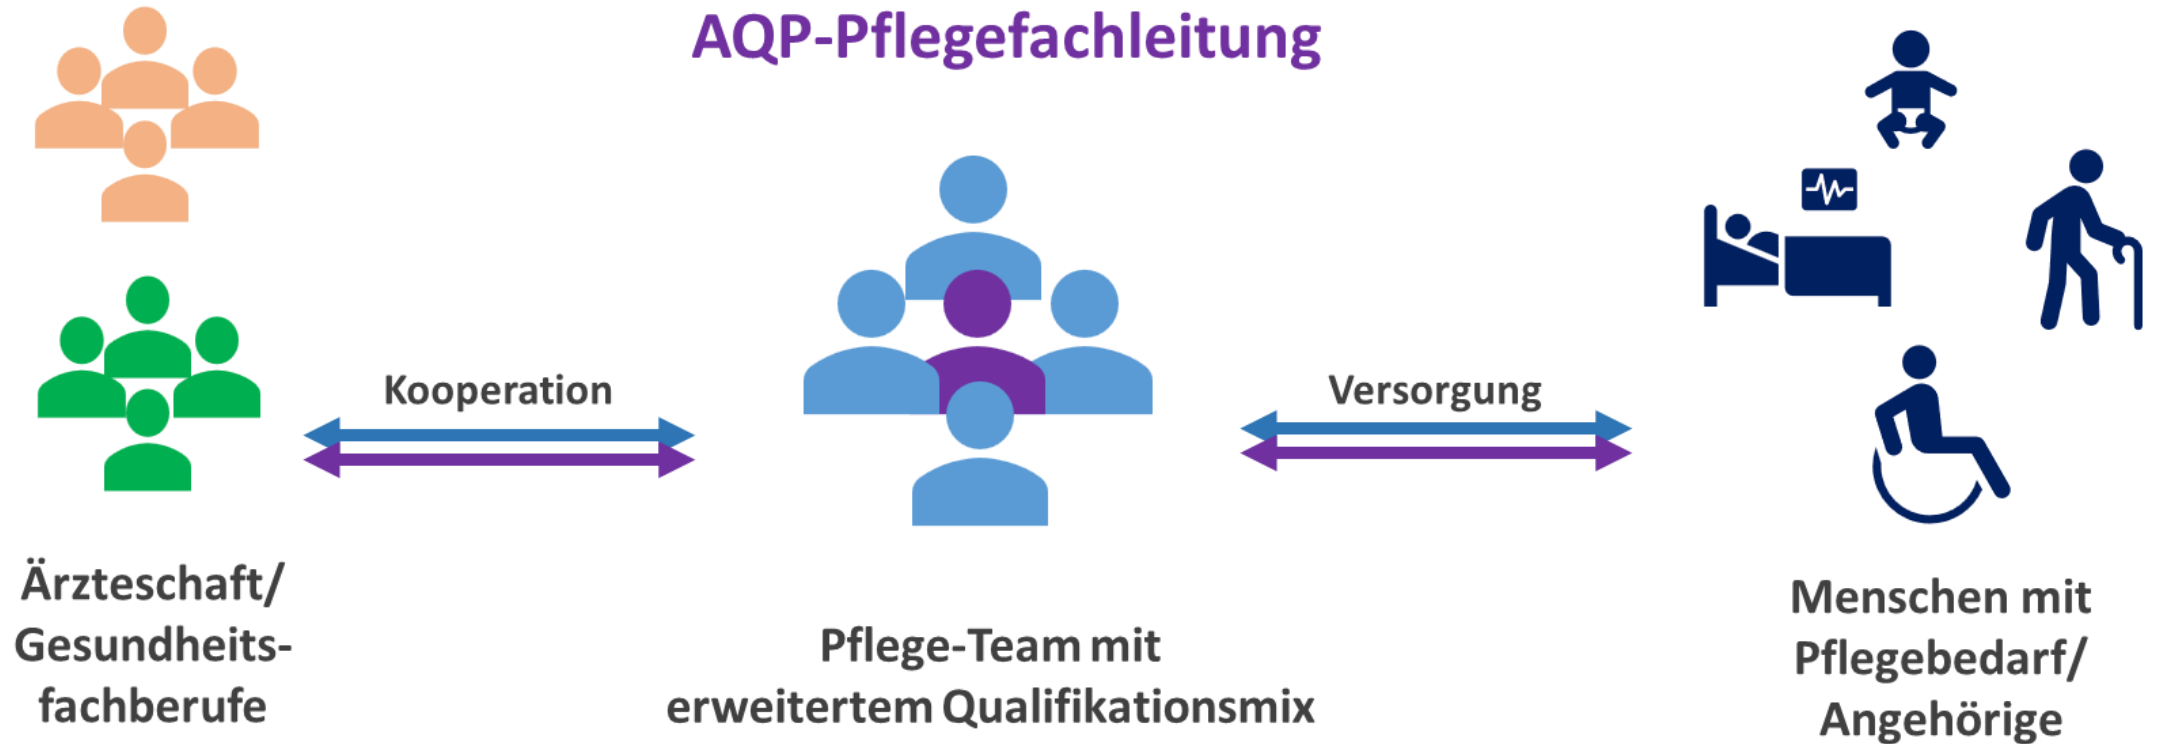 AQP-Pflegefachleitung
Kooperation
Versorgung
Ärzteschaft/
Gesundheits-
fachberufe
Pflege-Team mit
erweitertem Qualifikationsmix
Menschen mit
Pflegebedarf/
Angehörige